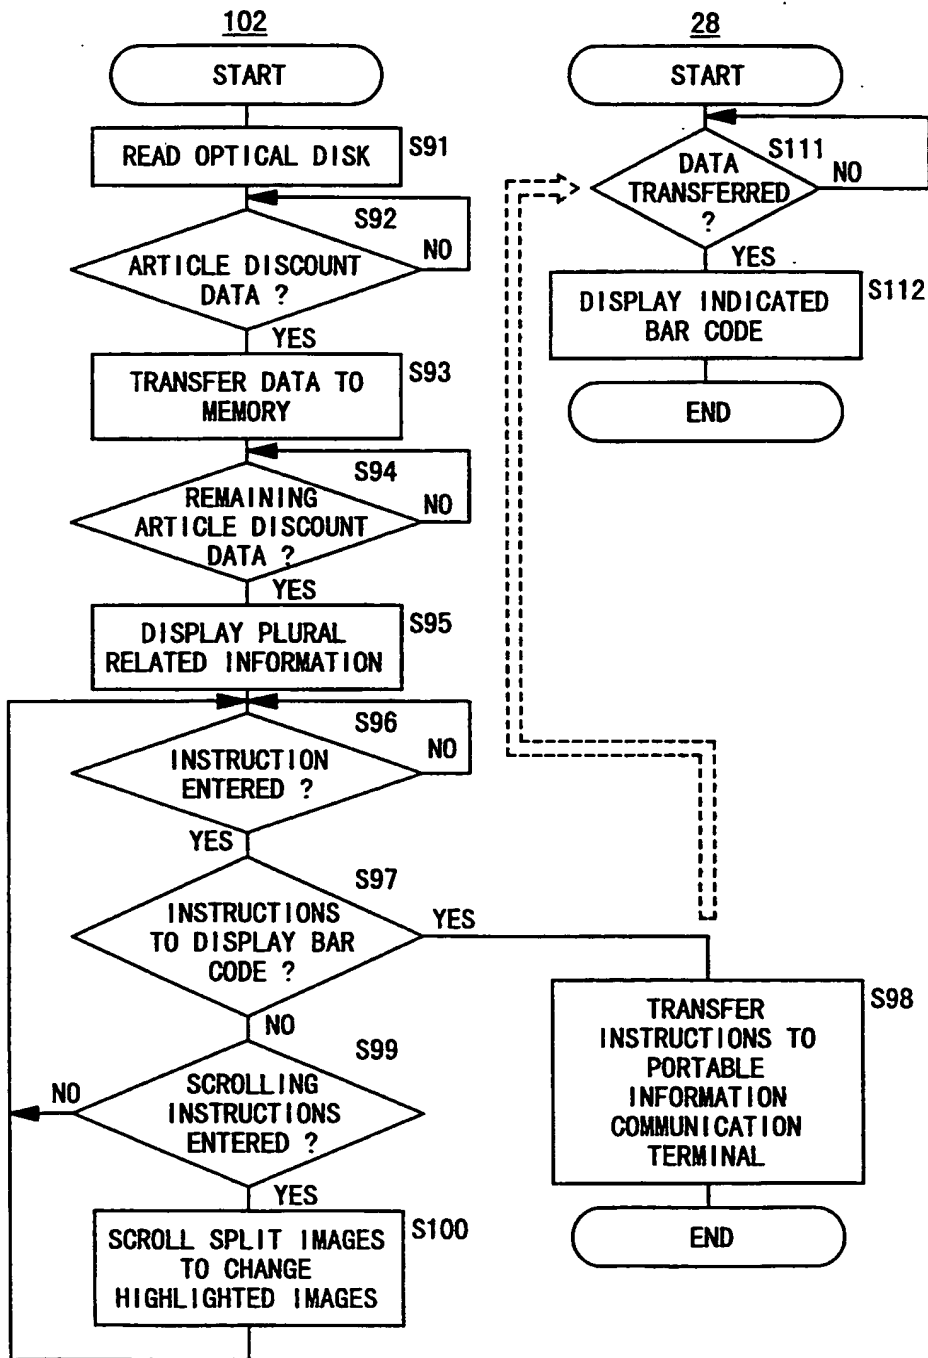 102
START
READ OPTICAL DISK
S91
S92
NO
ARTICLE DISCOUNT
DATA ?
YES
TRANSFER DATA TO
MEMORY
S93
S94
REMAINING
ARTICLE DISCOUNT
DATA ?
NO
YES
DISPLAY PLURAL
RELATED INFORMATION
S95
S96
NO
INSTRUCTION
ENTERED ?
YES
S97
INSTRUCTIONS
TO DISPLAY BAR
CODE ?
YES
NO
S99
NO
SCROLLING
INSTRUCTIONS
ENTERED ?
YES
SCROLL SPLIT IMAGES
TO CHANGE
HIGHLIGHTED IMAGES
S100
TRANSFER
INSTRUCTIONS TO
PORTABLE
INFORMATION
COMMUNICATION
TERMINAL
S98
END
28
START
S111
DATA
TRANSFERRED
?
NO
YES
DISPLAY INDICATED
BAR CODE
S112
END